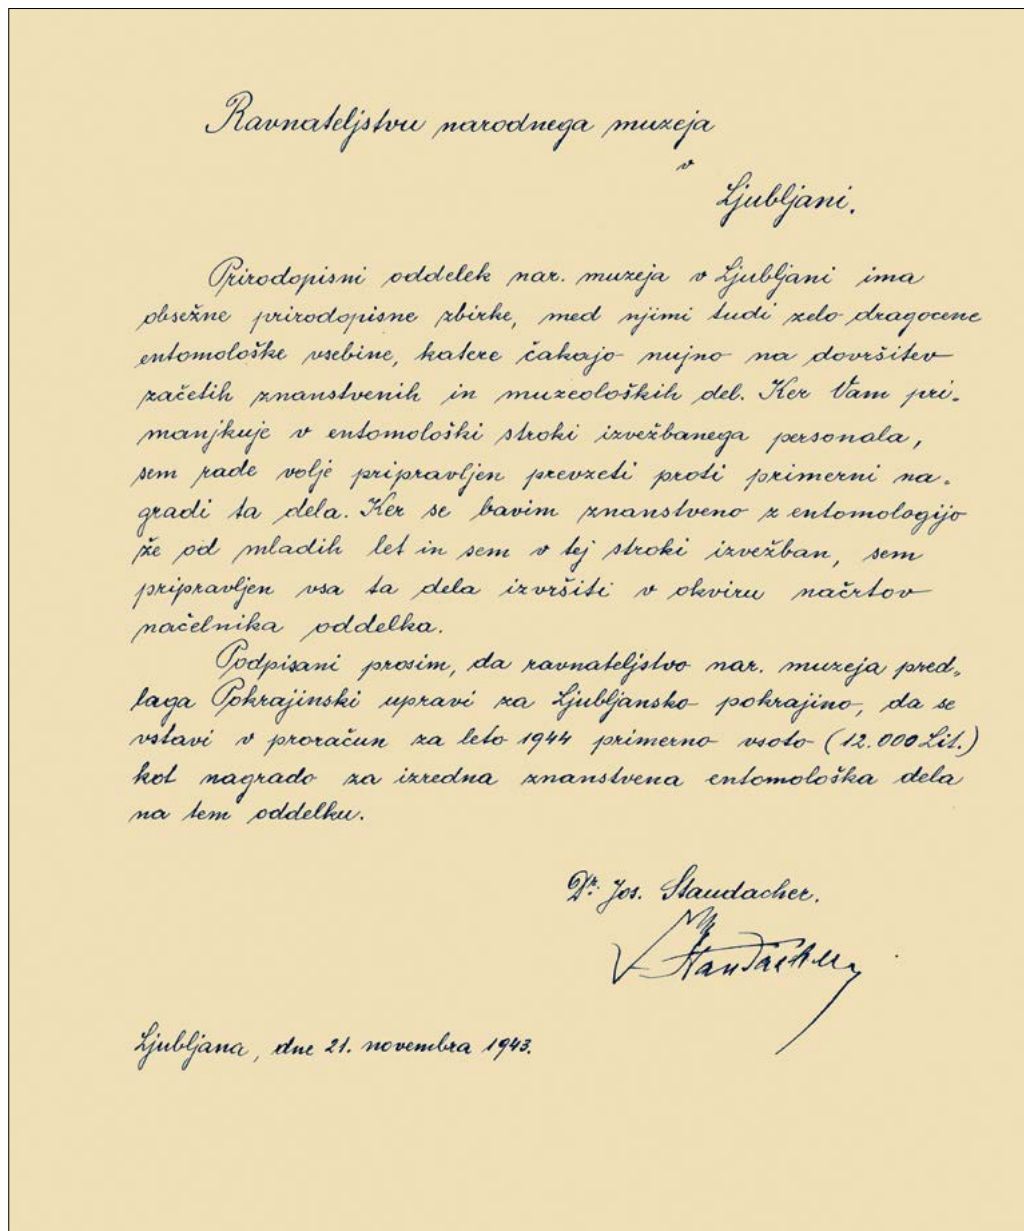 Ravnateljstvu narodnega muzeja
v
Ljubljani.
Prirodopisni oddelek nar. muzeja v Ljubljani ima
obsežne prirodopisne zbirke, med njimi tudi zelo dragocene
entomološke vsebine, katere čakajo nujno na dovršitev
začetih znanstvenih in muzeoloških del. Ker Vam pri-
manjkuje v entomološki stroki izvežbanega personala,
sem rade volje pripravljen prevzeti proti primerni na-
gradi ta dela. Ker se bavim znanstveno z entomologijo
že od mladih let in sem v tej stroki izvežban, sem
pripravljen vsa ta dela izvršiti v okviru načrtov
načelnika oddelka.
Podpisani prosim, da ravnateljstvo nar. muzeja pred-
laga Pokrajinski upravi za Ljubljansko pokrajino, da se
vstavi v proračun za leto 1944 primerno vsoto (12.000 Lit.)
kot nagrado za izredna znanstvena entomološka dela
na tem oddelku.
Dr. Jos. Staudacher.
Staudacher
Ljubljana, dne 21. novembra 1943.